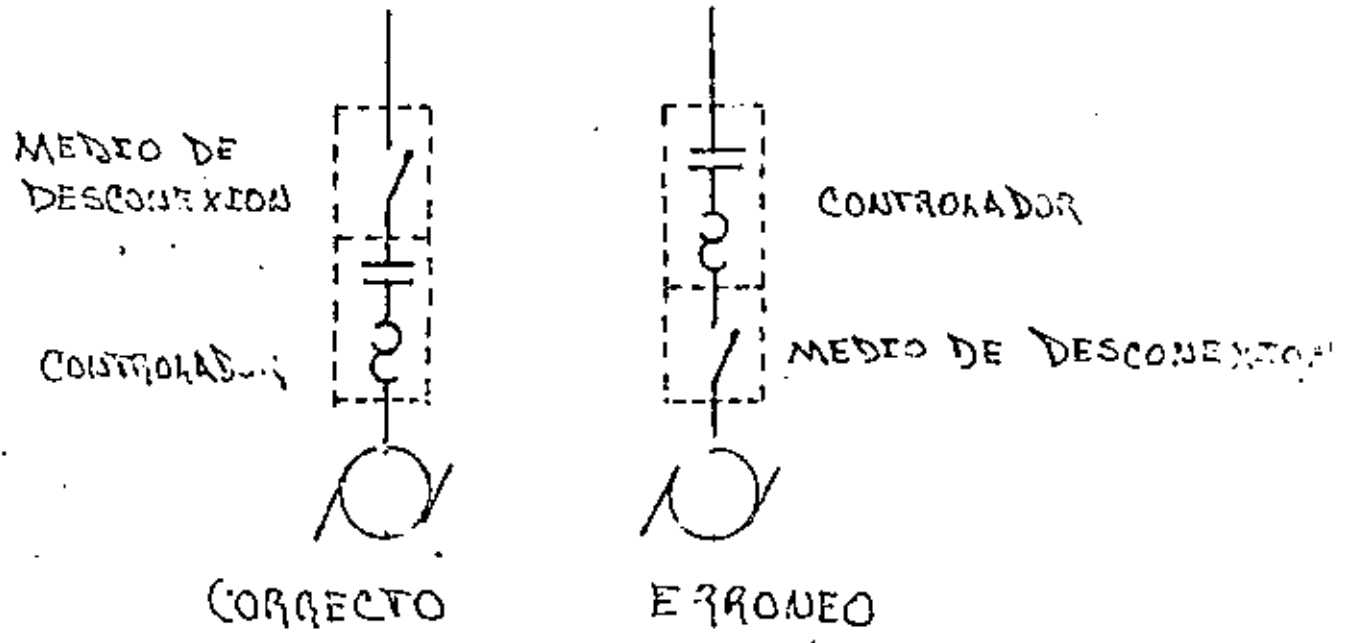 MEDIO DE
DESCONEXION
CONTROLADOR
CORRECTO
CONTROLADOR
MEDIO DE DESCONEXION
ERRONEO